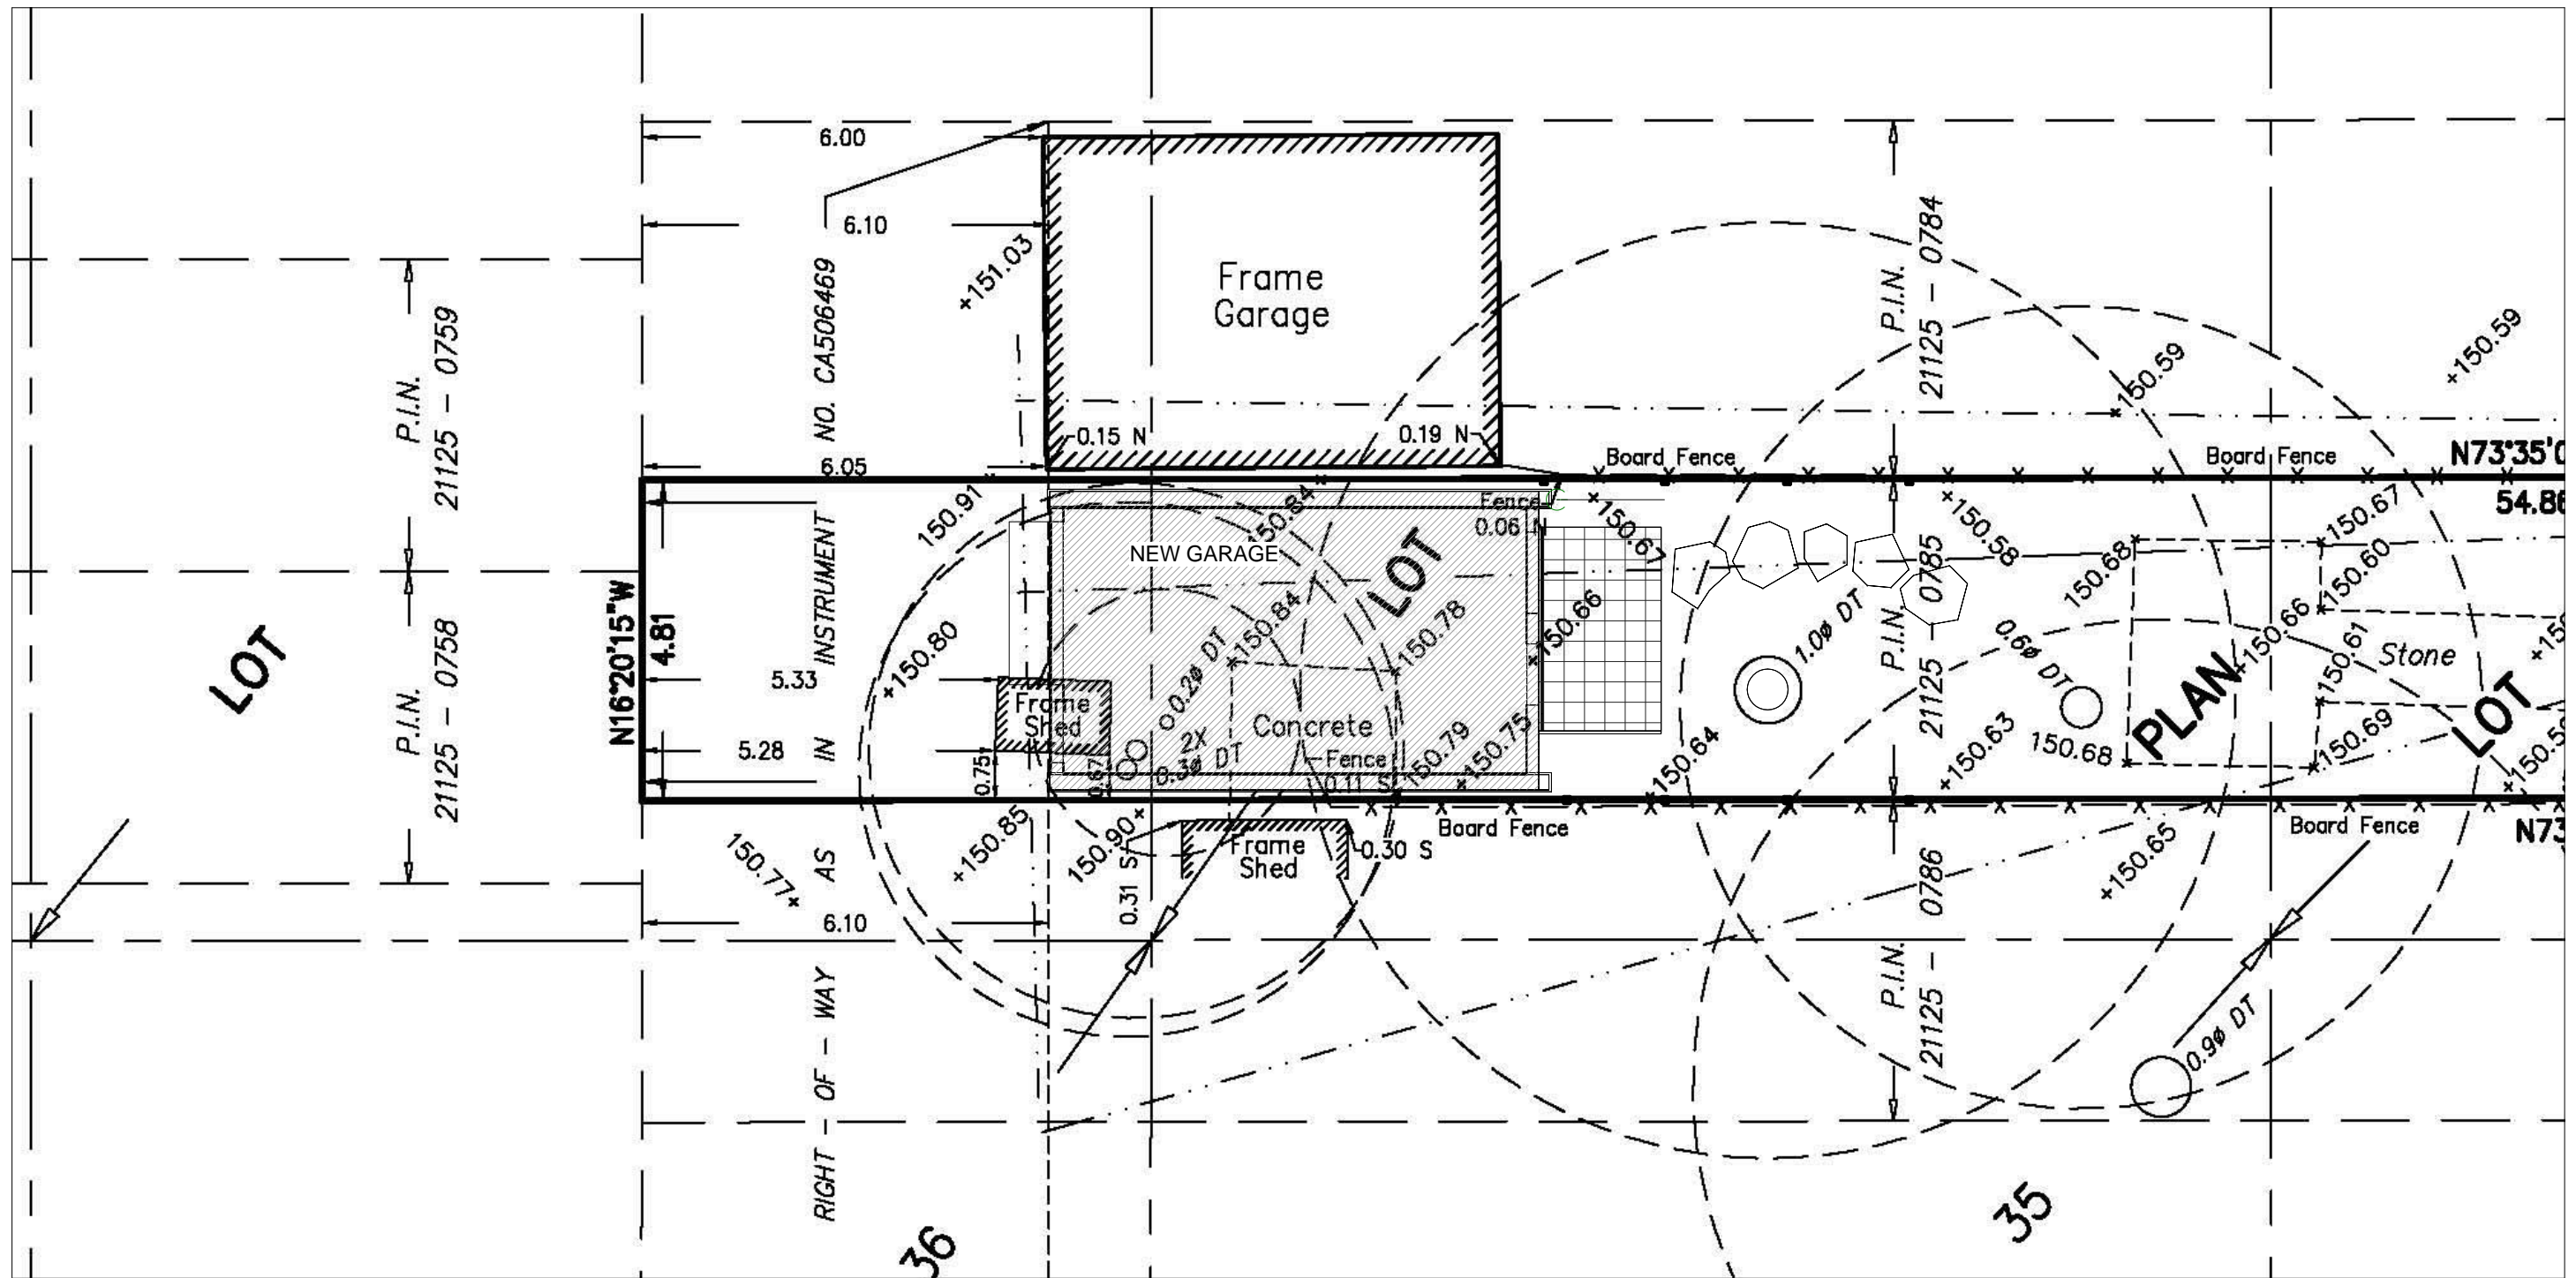 6.00
6.10
NO. CA506469
+151.03
Frame
Garage
P.I.N.
21125 - 0784
150.59
+150.59
P.I.N.
21125 - 0759
0.15 N
0.19 N
6.05
Board Fence
Board Fence
N73°35'0
54.86
150.91
150.84
Fence
0.06 N
+150.67
+150.58
150.68
+150.67
+150.60
INSTRUMENT
NEW GARAGE
LOT
P.I.N.
21125 - 0785
N16°20'15"W
4.81
+150.80
0.2ø DT
+150.84
+150.78
+150.66
1.0ø DT
0.6ø DT
+150.66
150.61
Stone
LOT
P.I.N.
21125 - 0758
5.33
Frame
Shed
Concrete
2X
0.3ø DT
PLAN
LOT
5.28
IN
0.75
0.67
Fence
0.11 S
+150.79
+150.75
+150.64
+150.63
150.68
+150.69
150.77
AS
+150.85
150.90+
0.31 S
Frame
Shed
0.30 S
Board Fence
+150.65
Board Fence
N73
6.10
P.I.N.
21125 - 0786
RIGHT - OF - WAY
0.9ø DT
36
35